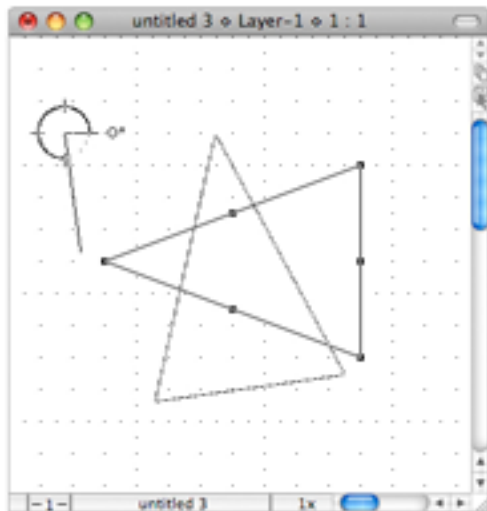 untitled 3 ⋄ Layer-1 ⋄ 1 : 1
0°
-1-
untitled 3
1x